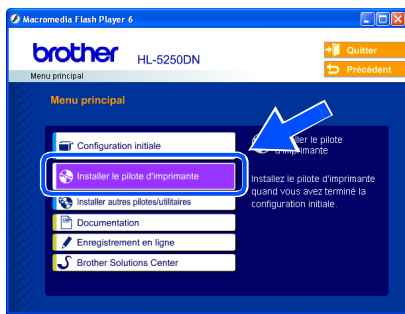 Macromedia Flash Player 6
brother
HL-5250DN
Quitter
Précédent
Menu principal
Menu principal
Configuration initiale
Installer le pilote d'imprimante
Installer autres pilotes/utilitaires
Documentation
Enregistrement en ligne
Brother Solutions Center
le pilote
Installez le pilote d'imprimante
quand vous avez terminé la
configuration initiale.